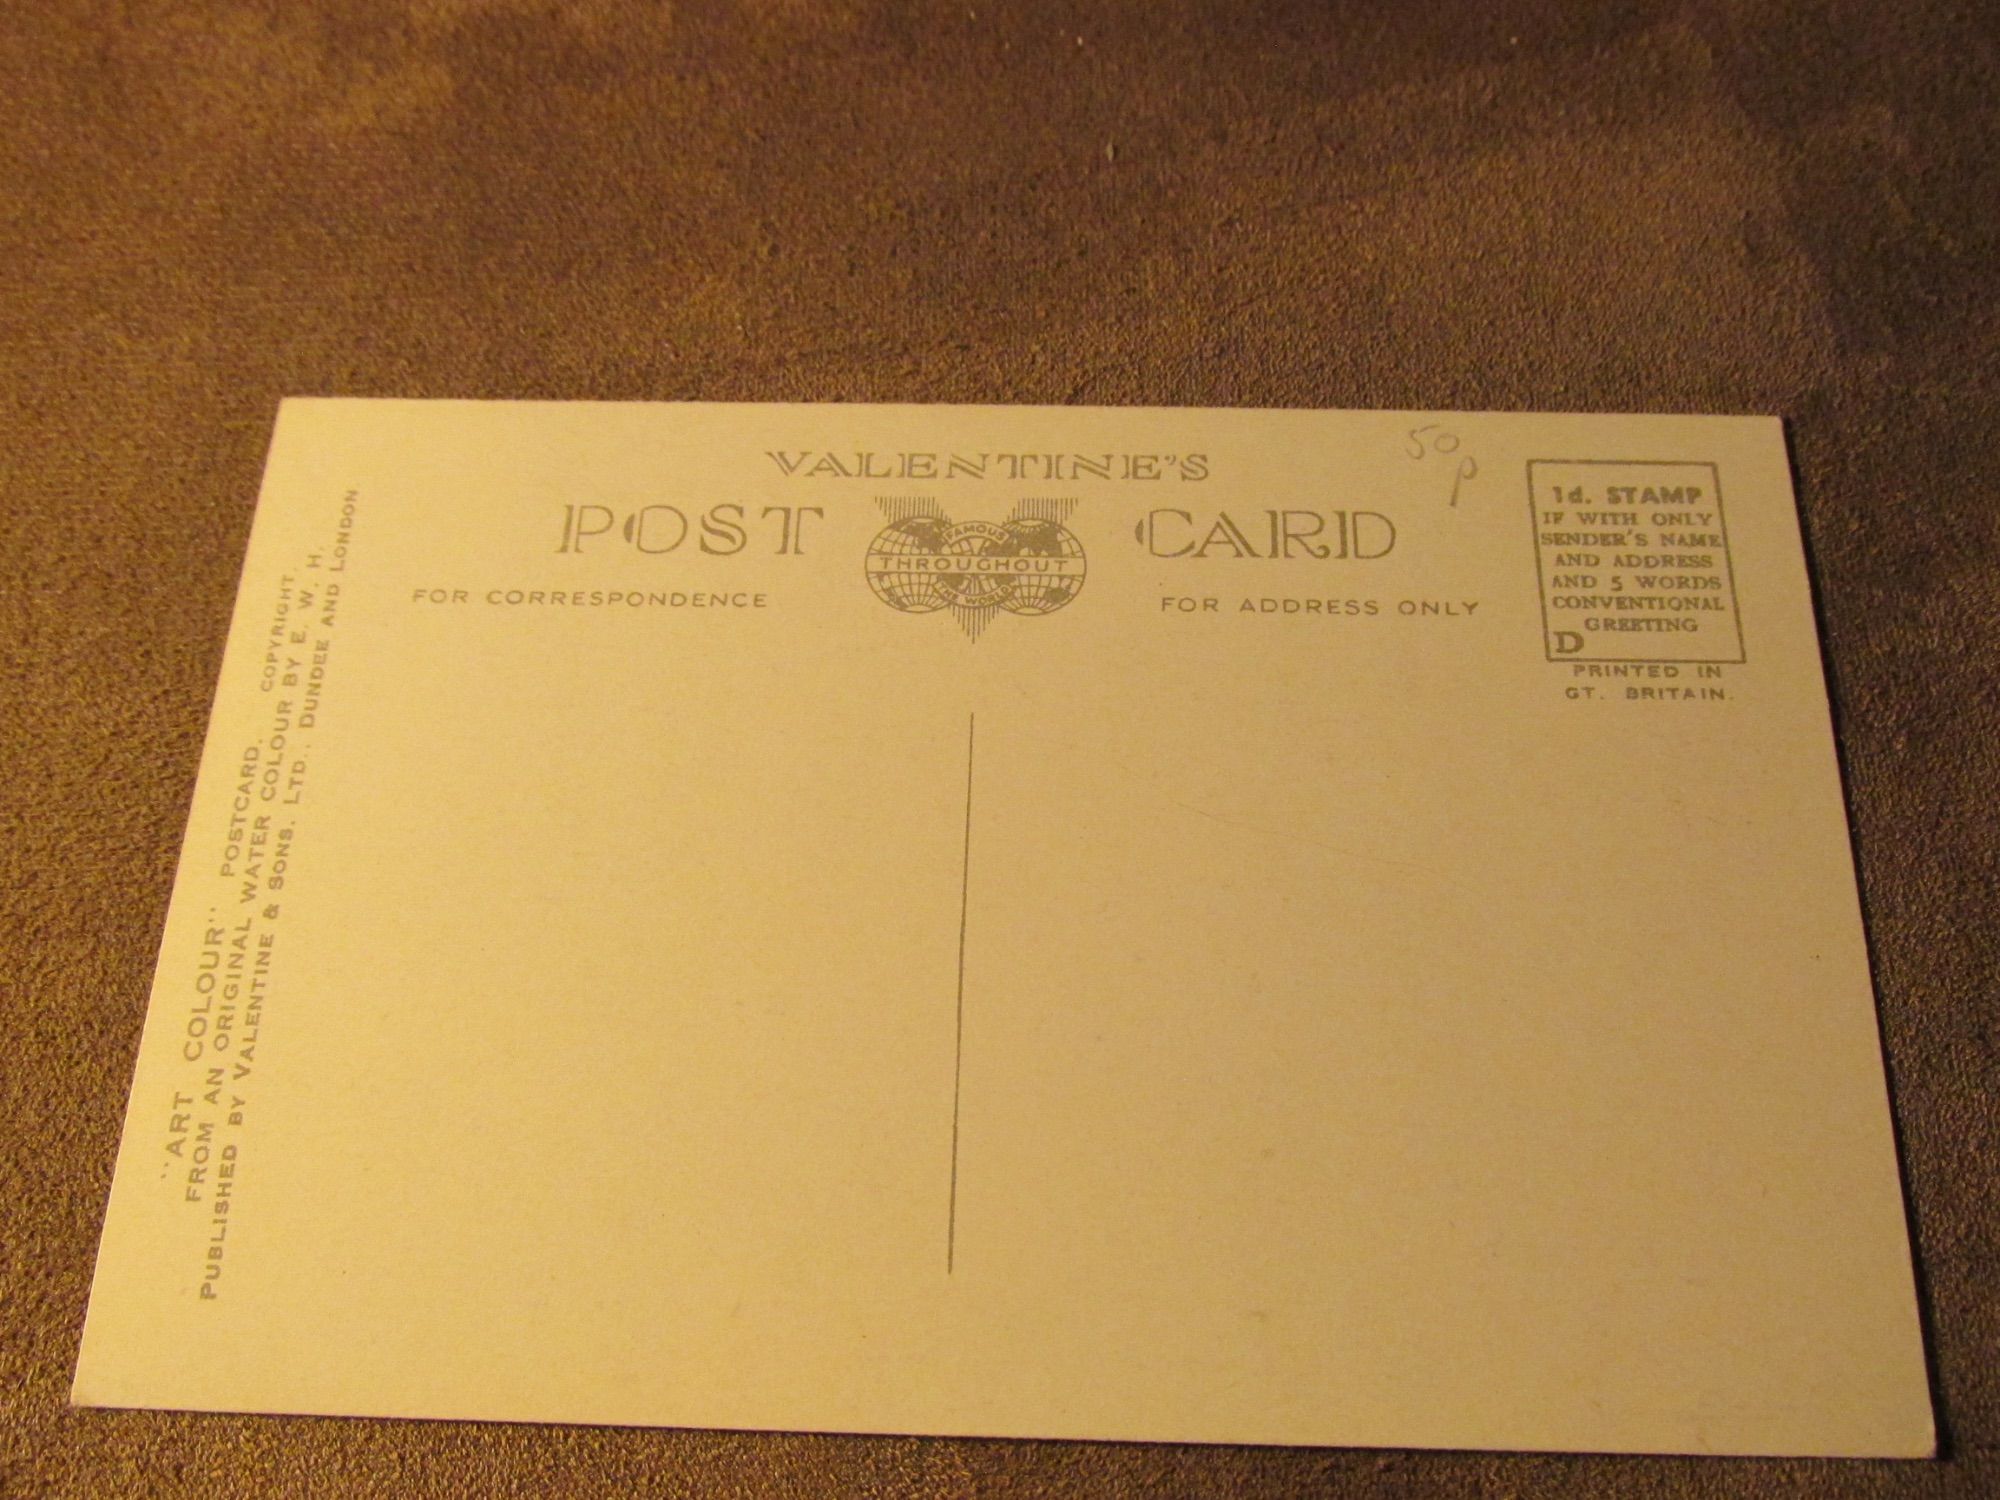 VALENTINE'S
POST CARD
FAMOUS
THROUGHOUT
THE WORLD
FOR CORRESPONDENCE
FOR ADDRESS ONLY
50p
1d. STAMP
IF WITH ONLY
SENDER'S NAME
AND ADDRESS
AND 5 WORDS
CONVENTIONAL
GREETING
D
PRINTED IN
GT. BRITAIN.
"ART COLOUR" POSTCARD. COPYRIGHT.
FROM AN ORIGINAL WATER COLOUR BY E. W. H.
PUBLISHED BY VALENTINE & SONS. LTD., DUNDEE AND LONDON